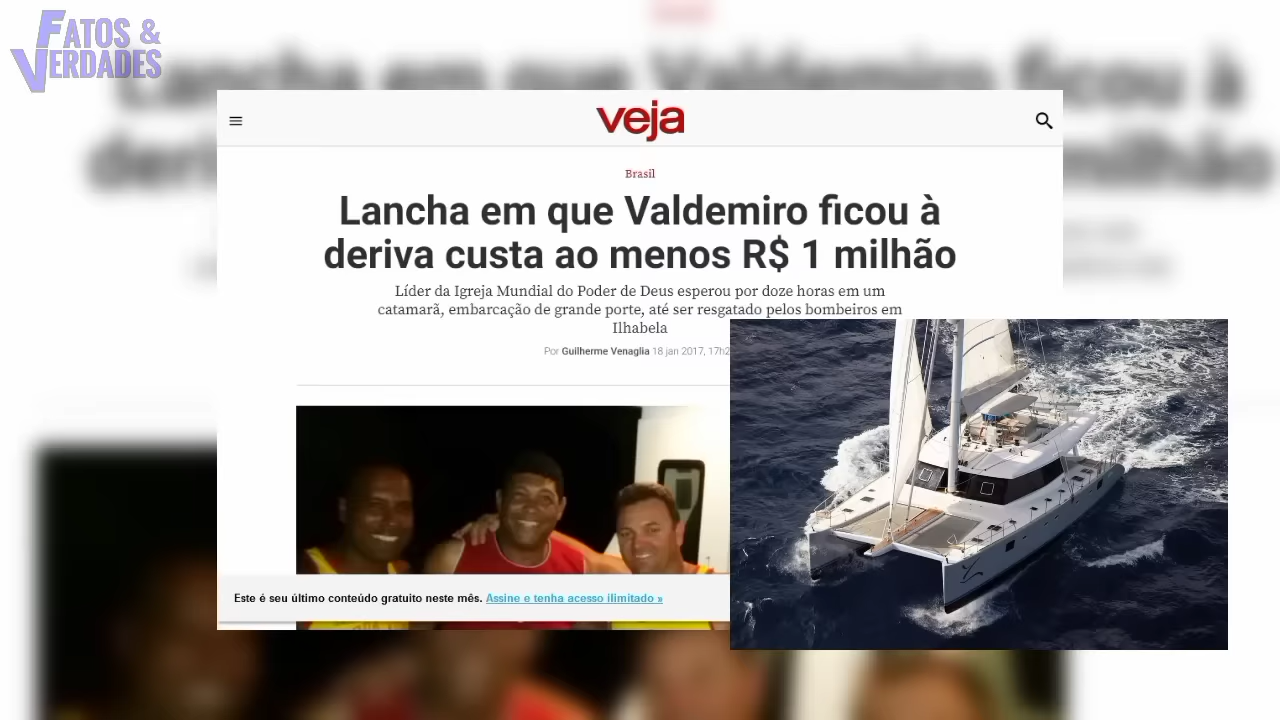 FATOS &
VERDADES
veja
Brasil
Lancha em que Valdemiro ficou à
deriva custa ao menos R$ 1 milhão
Líder da Igreja Mundial do Poder de Deus esperou por doze horas em um
catamarã, embarcação de grande porte, até ser resgatado pelos bombeiros em
Ilhabela
Por Guilherme Venaglia 18 jan 2017, 17h2
Este é seu último conteúdo gratuito neste mês. Assine e tenha acesso ilimitado »